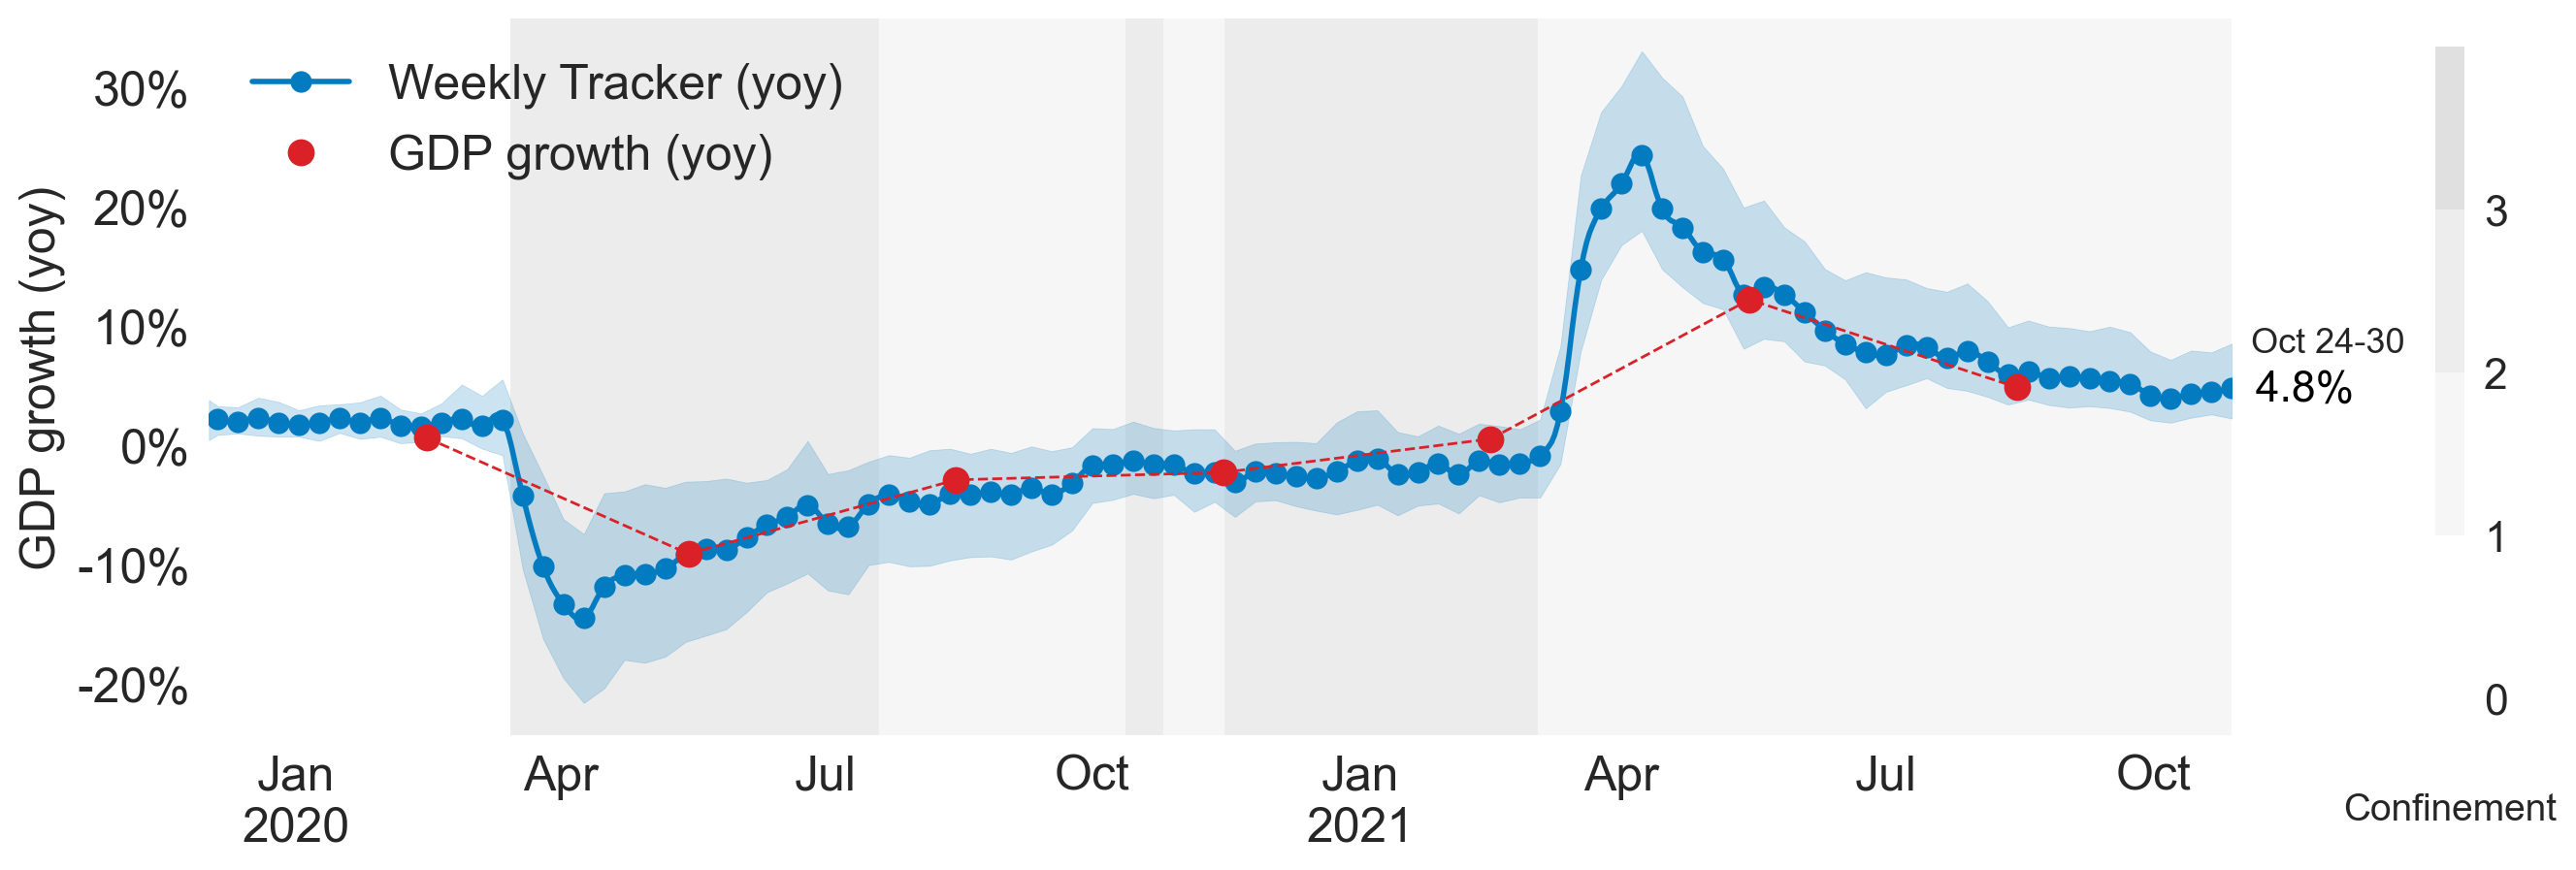 Weekly Tracker (yoy)
GDP growth (yoy)
GDP growth (yoy)
30%
20%
10%
0%
-10%
-20%
Jan
2020
Apr
Jul
Oct
Jan
2021
Apr
Jul
Oct
Oct 24-30
4.8%
3
2
1
0
Confinement